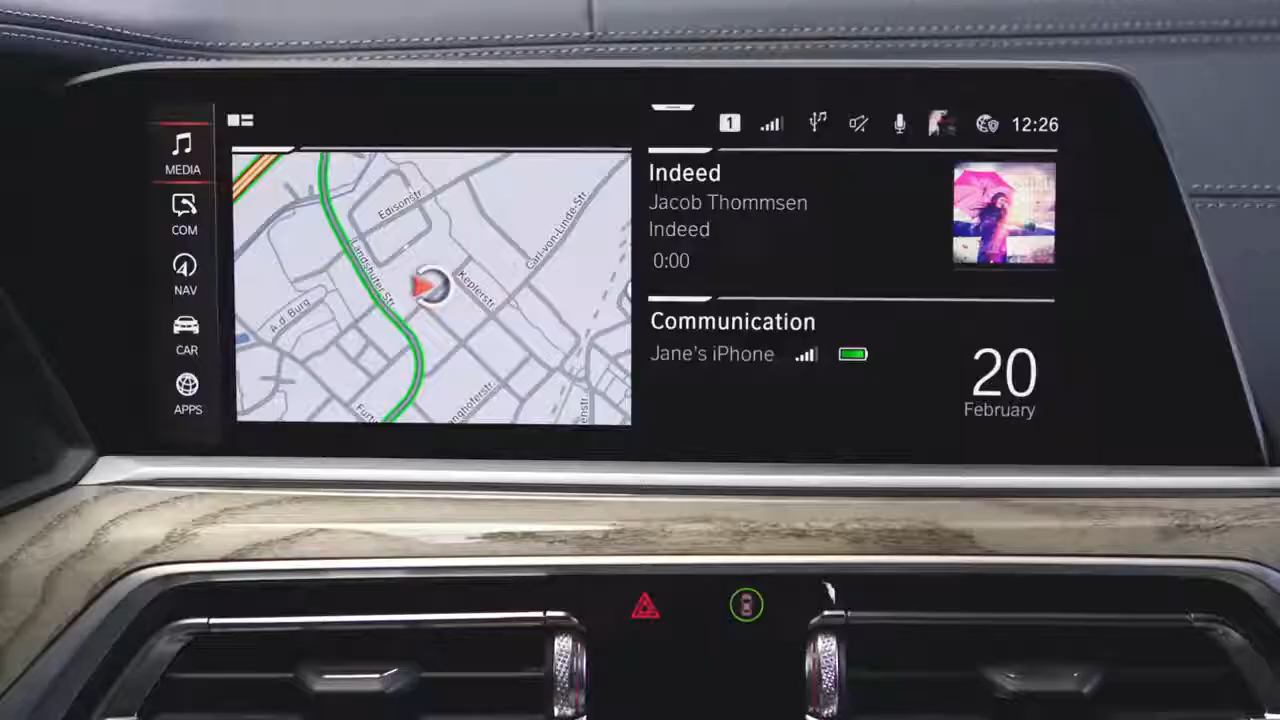 1
12:26
MEDIA
COM
NAV
CAR
APPS
Edisonstr.
Landshuter Str.
Carl-von-Linde-Str.
Keplerstr.
A.d. Burg
Indeed
Jacob Thommsen
Indeed
0:00
Communication
Jane's iPhone
20
February